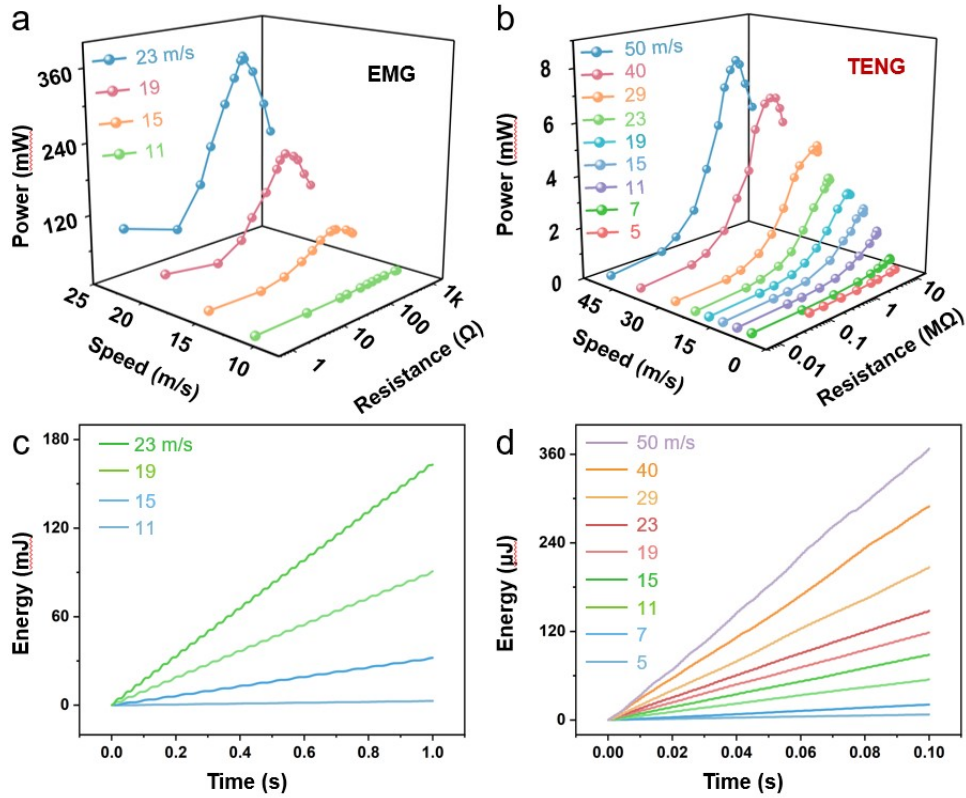 a
23 m/s
19
15
11
EMG
Power (mW)
360
240
120
25
20
15
10
Speed (m/s)
1
10
100
1k
Resistance (Ω)
b
50 m/s
40
29
23
19
15
11
7
5
TENG
Power (mW)
8
6
4
2
0
45
30
15
0
Speed (m/s)
0.01
0.1
1
10
Resistance (MΩ)
c
23 m/s
19
15
11
Energy (mJ)
180
120
60
0
0.0 0.2 0.4 0.6 0.8 1.0
Time (s)
d
50 m/s
40
29
23
19
15
11
7
5
Energy (µJ)
360
240
120
0
0.00 0.02 0.04 0.06 0.08 0.10
Time (s)